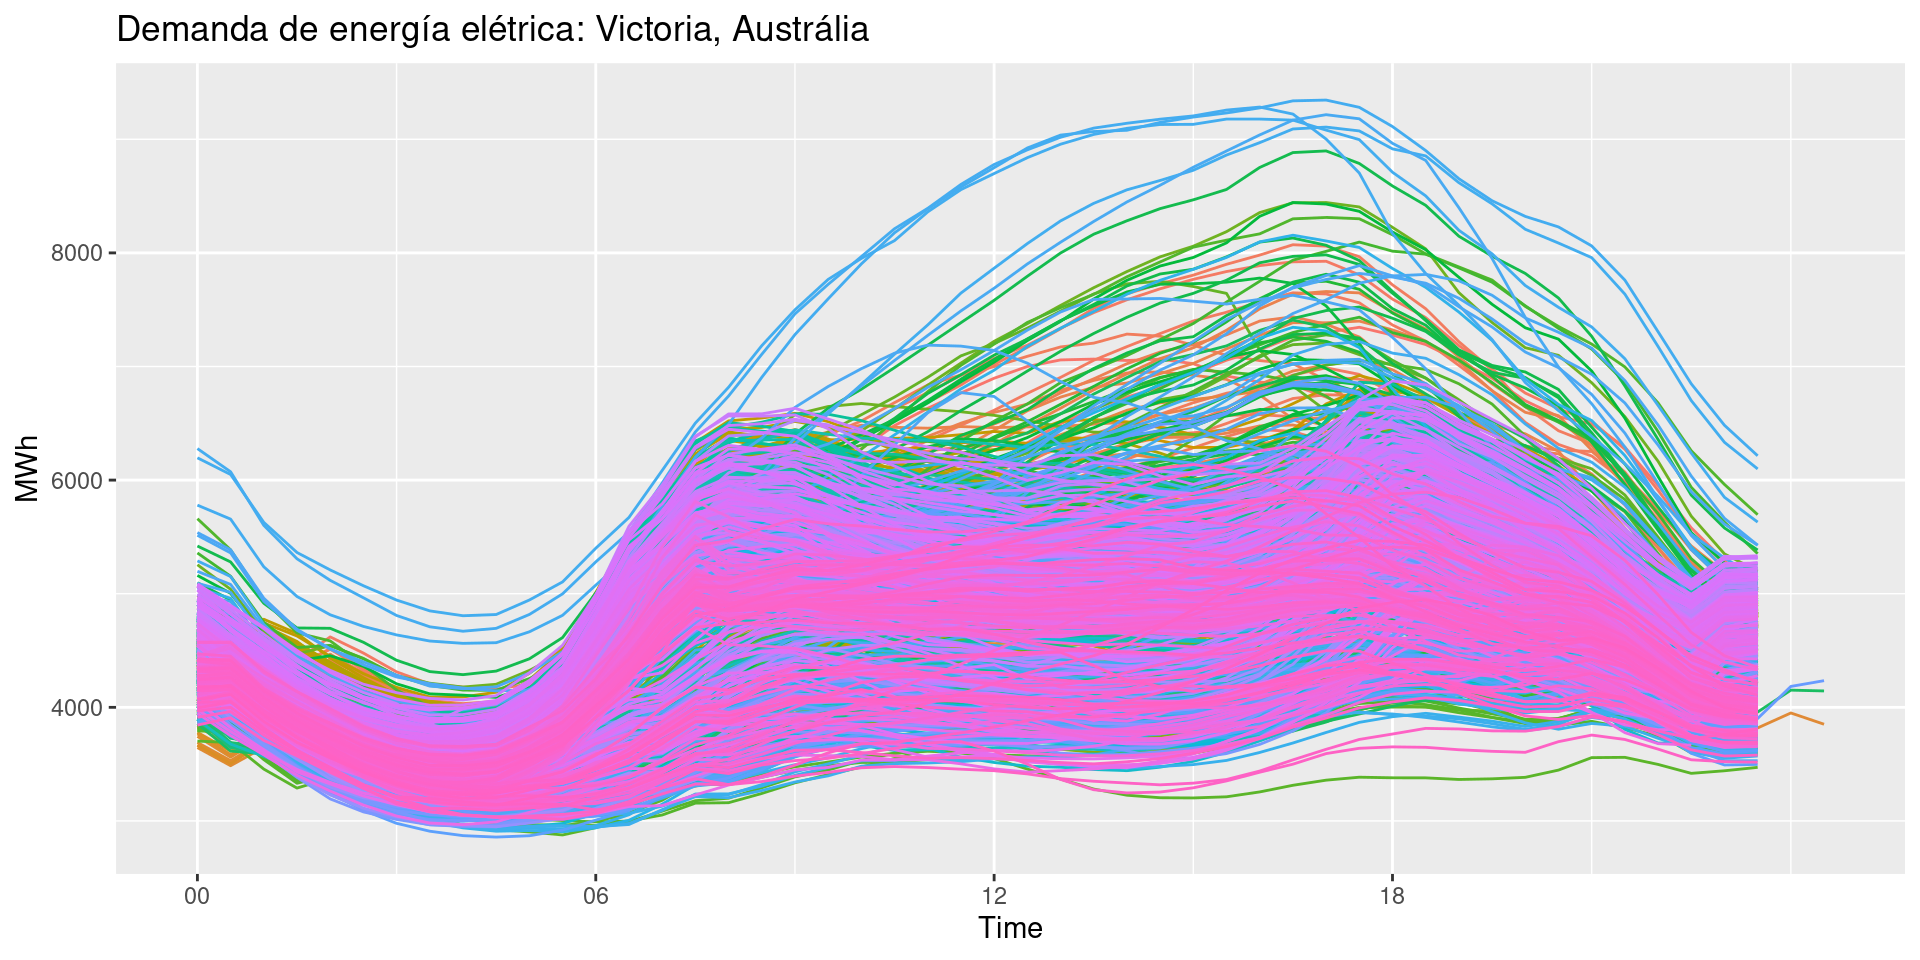 Demanda de energía elétrica: Victoria, Austrália
MWh
8000
6000
4000
00 06 12 18
Time